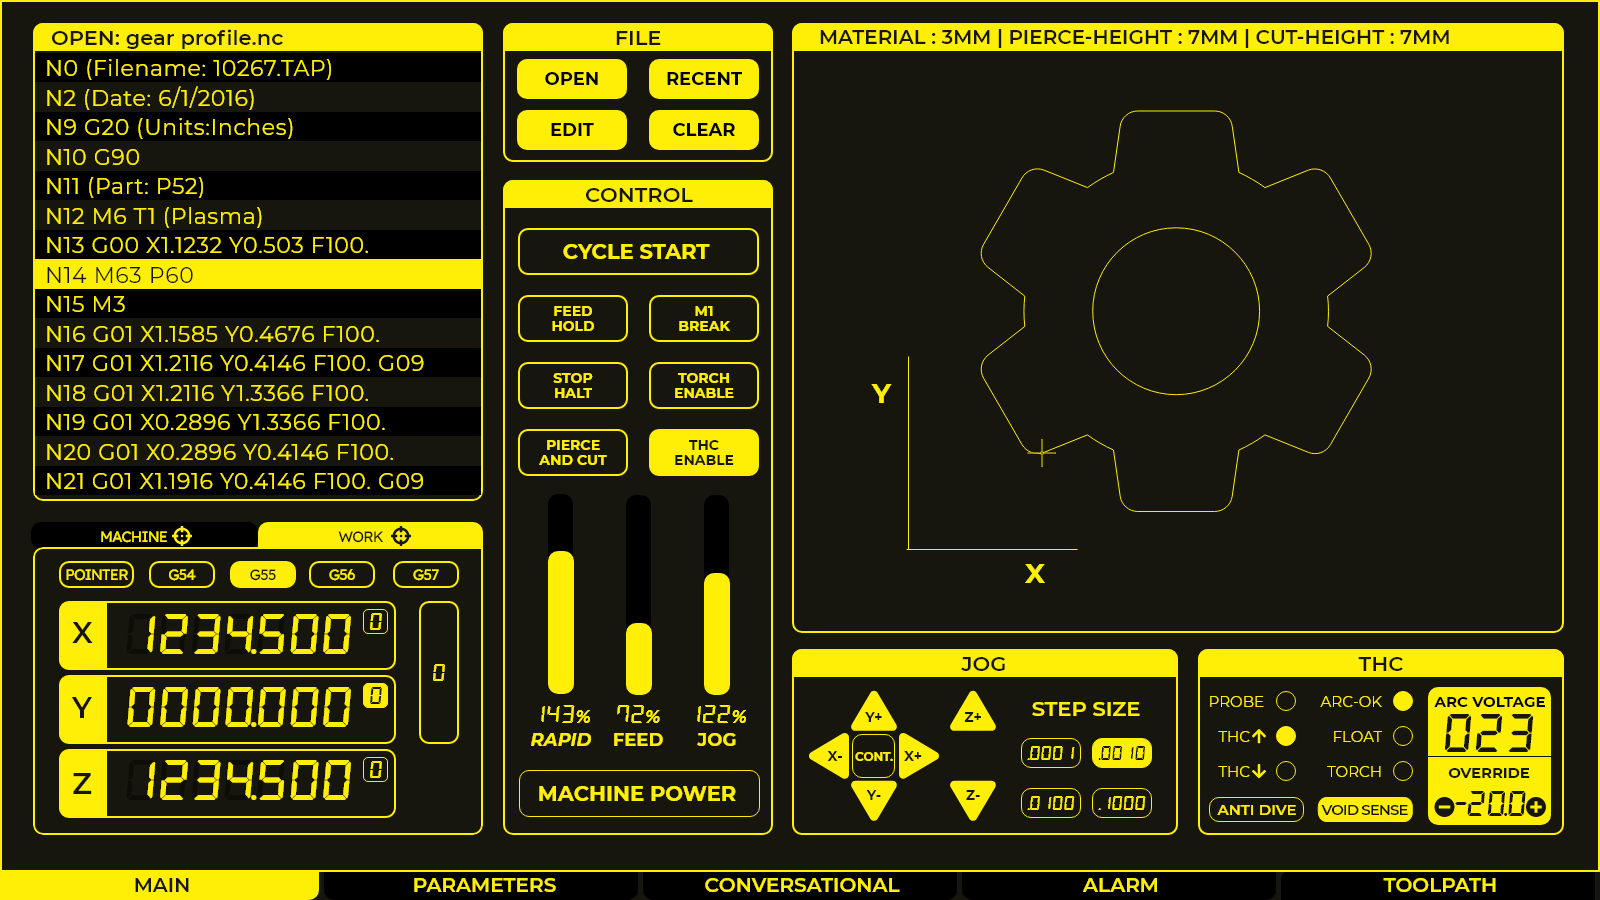 OPEN: gear profile.nc
N0 (Filename: 10267.TAP)
N2 (Date: 6/1/2016)
N9 G20 (Units:Inches)
N10 G90
N11 (Part: P52)
N12 M6 T1 (Plasma)
N13 G00 X1.1232 Y0.503 F100.
N14 M63 P60
N15 M3
N16 G01 X1.1585 Y0.4676 F100.
N17 G01 X1.2116 Y0.4146 F100. G09
N18 G01 X1.2116 Y1.3366 F100.
N19 G01 X0.2896 Y1.3366 F100.
N20 G01 X0.2896 Y0.4146 F100.
N21 G01 X1.1916 Y0.4146 F100. G09
MACHINE
WORK
POINTER
G54
G55
G56
G57
X 1234.500 0
Y 0000.000 0
Z 1234.500 0
0
FILE
OPEN
RECENT
EDIT
CLEAR
CONTROL
CYCLE START
FEED
HOLD
M1
BREAK
STOP
HALT
TORCH
ENABLE
PIERCE
AND CUT
THC
ENABLE
143%
RAPID
72%
FEED
122%
JOG
MACHINE POWER
MATERIAL : 3MM | PIERCE-HEIGHT : 7MM | CUT-HEIGHT : 7MM
Y
X
JOG
Y+
X-
CONT.
X+
Y-
Z+
Z-
STEP SIZE
.0001
.0010
.0100
.1000
THC
PROBE
ARC-OK
THC↑
FLOAT
THC↓
TORCH
ANTI DIVE
VOID SENSE
ARC VOLTAGE
023
OVERRIDE
-20.0
MAIN
PARAMETERS
CONVERSATIONAL
ALARM
TOOLPATH